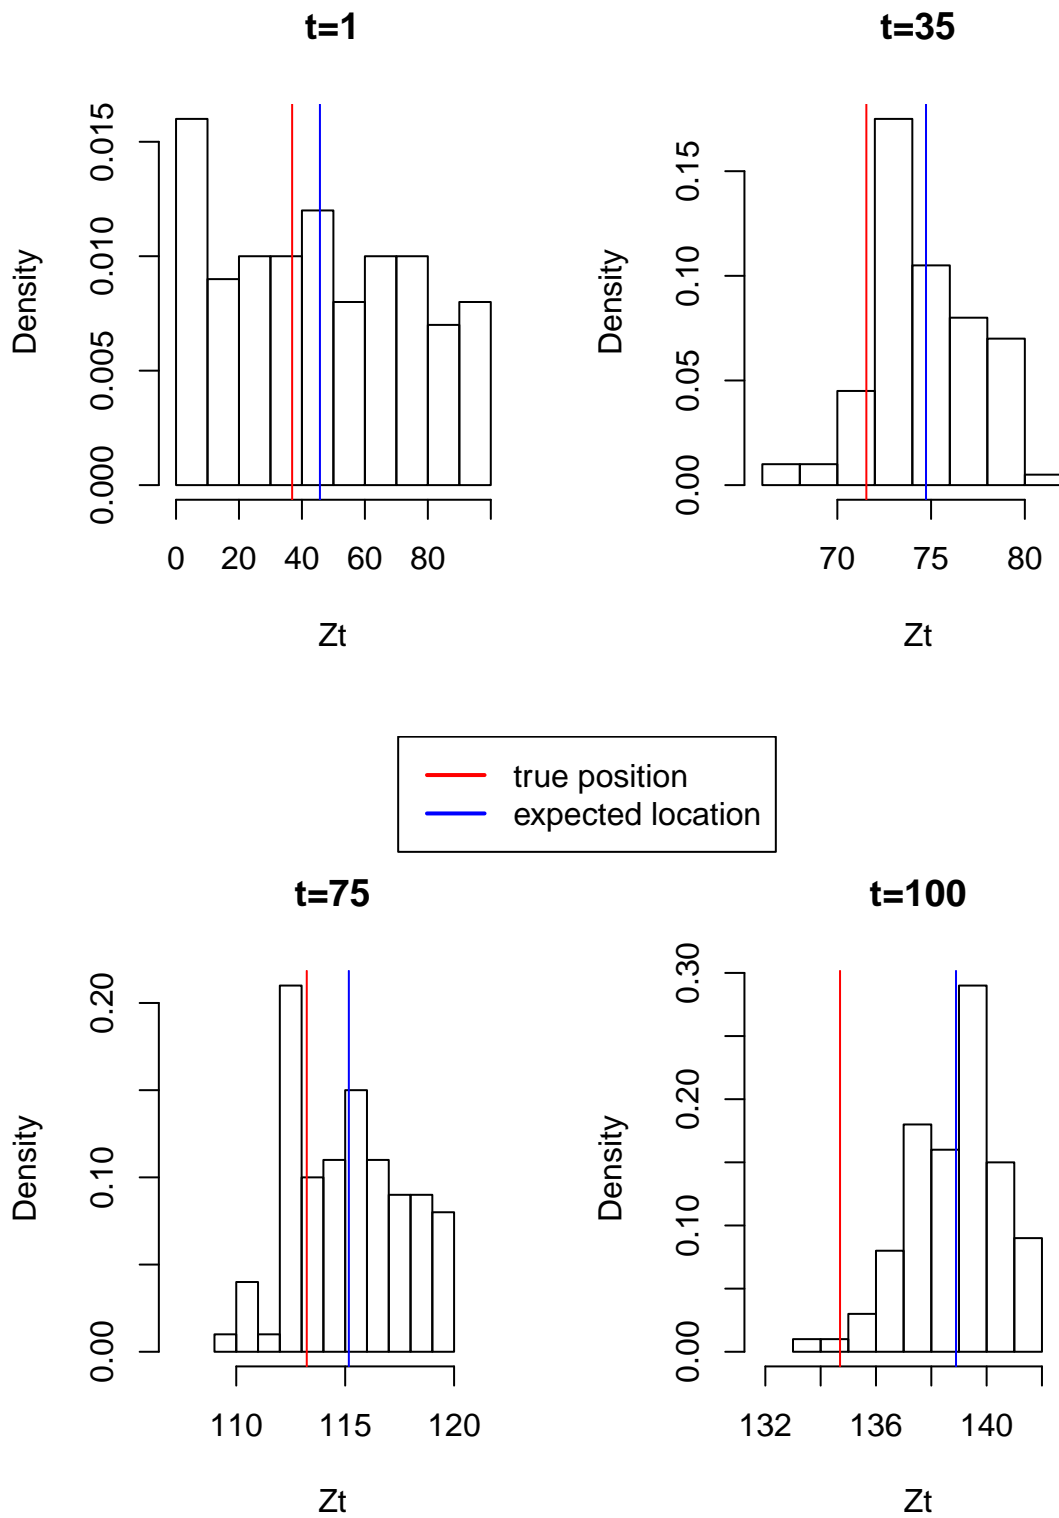 t=1
Density
0.000
0.005
0.010
0.015
0 20 40 60 80
Zt
t=35
Density
0.00
0.05
0.10
0.15
70 75 80
Zt
true position
expected location
t=75
Density
0.00
0.10
0.20
110 115 120
Zt
t=100
Density
0.00
0.10
0.20
0.30
132 136 140
Zt